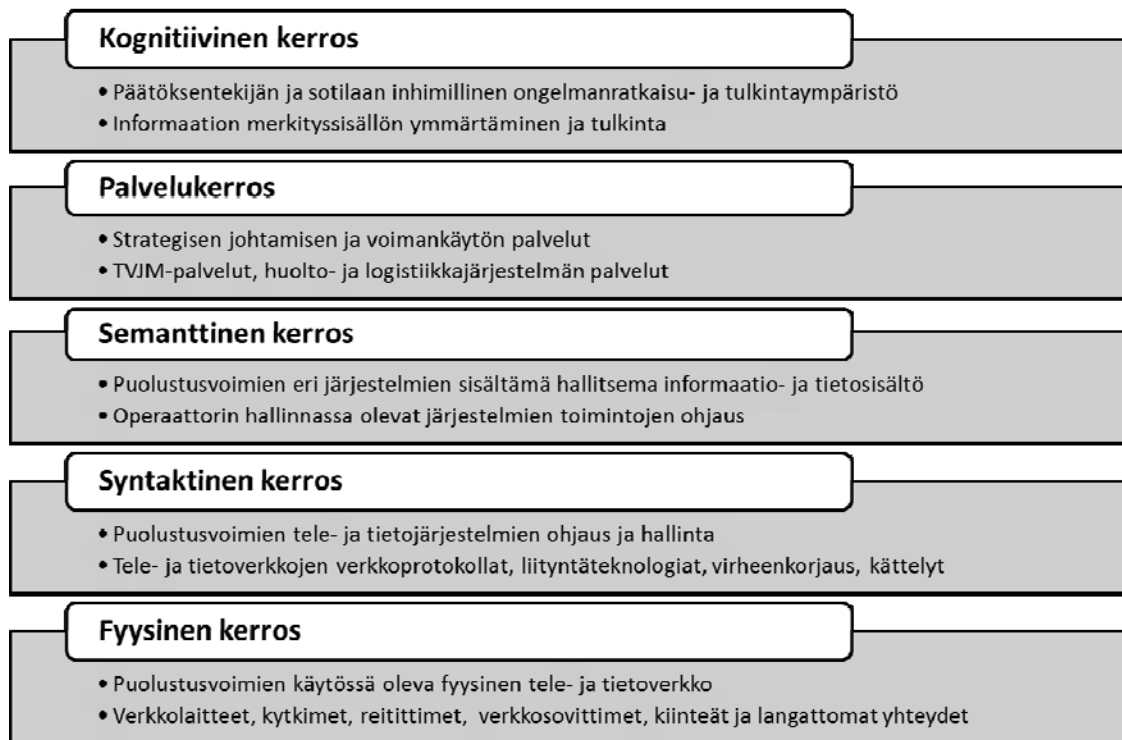 Kognitiivinen kerros
• Päätöksentekijän ja sotilaan inhimillinen ongelmanratkaisu- ja tulkintaympäristö
• Informaation merkityssisällön ymmärtäminen ja tulkinta
Palvelukerros
• Strategisen johtamisen ja voimankäytön palvelut
• TVJM-palvelut, huolto- ja logistiikkajärjestelmän palvelut
Semanttinen kerros
• Puolustusvoimien eri järjestelmien sisältämä hallitsema informaatio- ja tietosisältö
• Operaattorin hallinnassa olevat järjestelmien toimintojen ohjaus
Syntaktinen kerros
• Puolustusvoimien tele- ja tietojärjestelmien ohjaus ja hallinta
• Tele- ja tietoverkkojen verkkoprotokollat, liityntäteknologiat, virheenkorjaus, kättelyt
Fyysinen kerros
• Puolustusvoimien käytössä oleva fyysinen tele- ja tietoverkko
• Verkkolaitteet, kytkimet, reitittimet, verkkosovittimet, kiinteät ja langattomat yhteydet